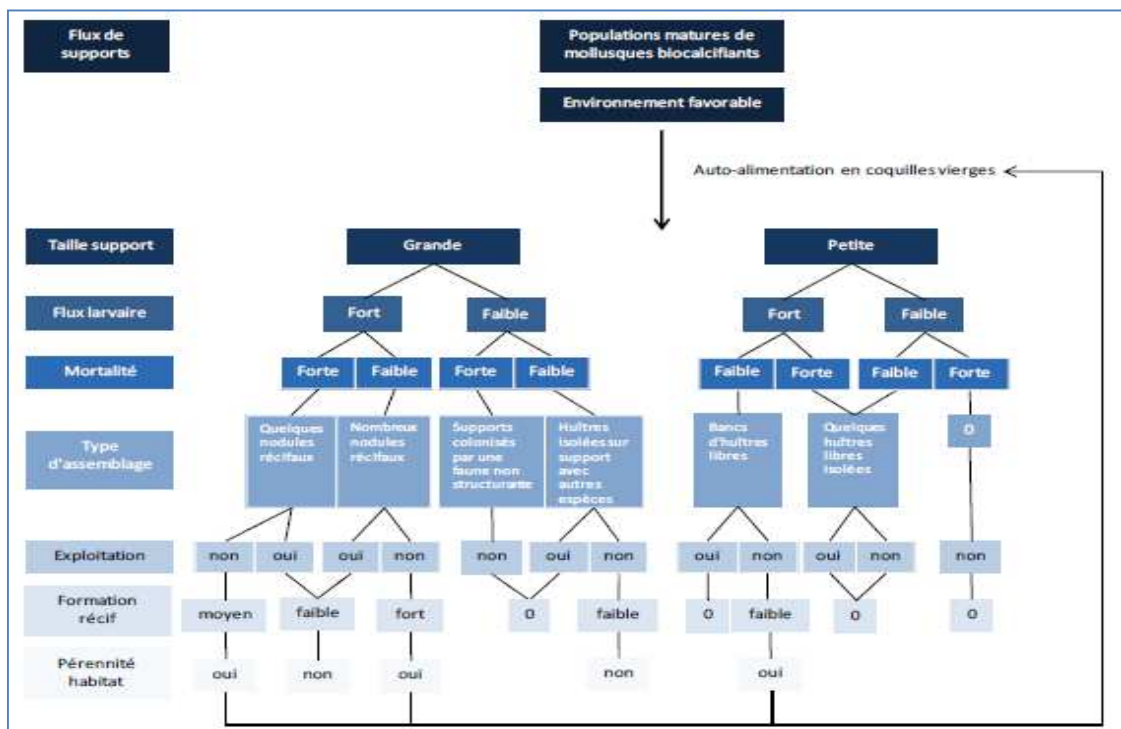 Flux de
supports
Populations matures de
mollusques biocalcifiants
Environnement favorable
Auto-alimentation en coquilles vierges
Taille support
Grande
Petite
Flux larvaire
Fort
Faible
Fort
Faible
Mortalité
Forte
Faible
Forte
Faible
Faible
Forte
Faible
Forte
Type
d'assemblage
Quelques
nodules
récifaux
Nombreux
nodules
récifaux
Supports
colonisés
par une
faune non
structurante
Huîtres
isolées sur
support
avec
autres
espèces
Bancs
d'huîtres
libres
Quelques
huîtres
libres
isolées
0
Exploitation
non
oui
oui
non
non
oui
non
oui
non
oui
non
non
Formation
récif
moyen
faible
fort
0
faible
0
faible
0
0
Pérennité
habitat
oui
non
oui
non
oui